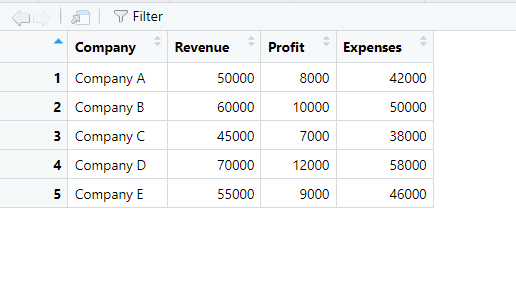 Filter
Company Revenue Profit Expenses
1 Company A 50000 8000 42000
2 Company B 60000 10000 50000
3 Company C 45000 7000 38000
4 Company D 70000 12000 58000
5 Company E 55000 9000 46000